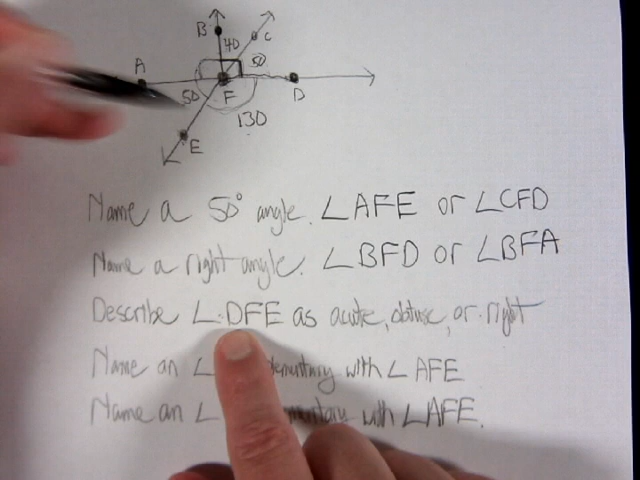 B
40
C
A
50
50
F
D
130
E
Name a 50° angle. ∠AFE or ∠CFD
Name a right angle. ∠BFD or ∠BFA
Describe ∠DFE as acute, obtuse, or right
Name an ∠ with ∠AFE
Name an ∠ with ∠AFE.